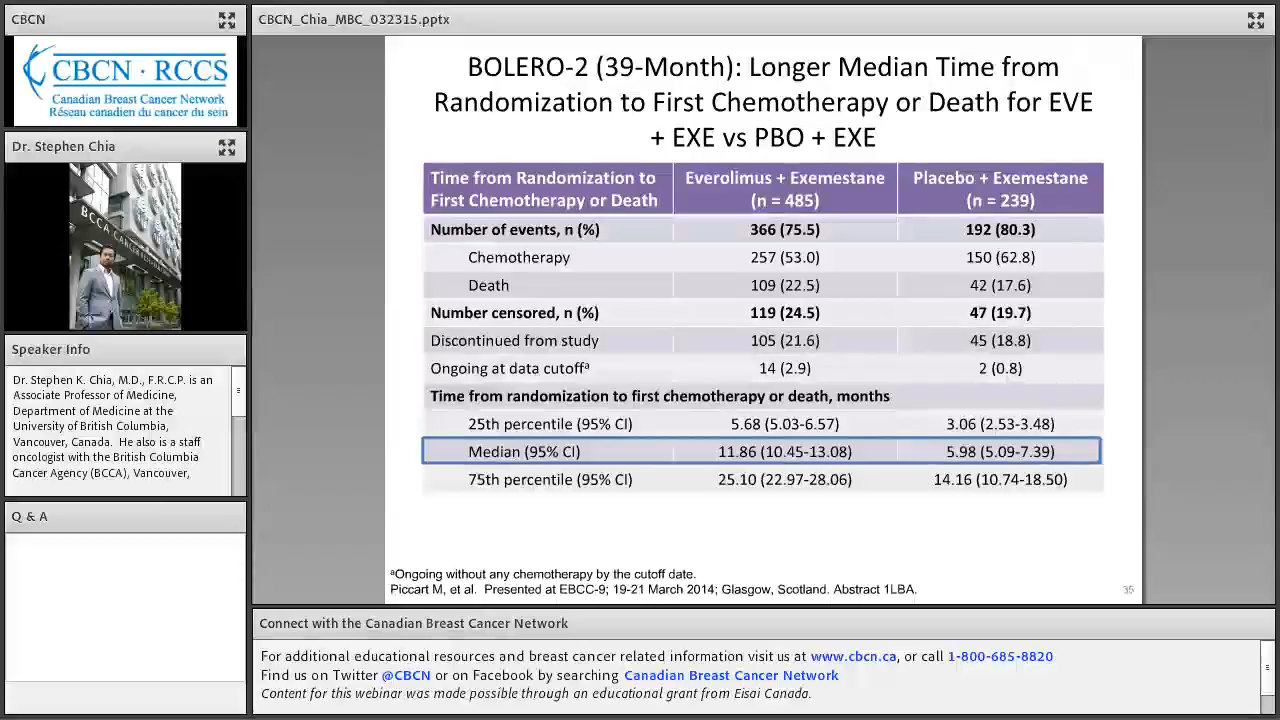 CBCN
CBCN · RCCS
Canadian Breast Cancer Network
Réseau canadien du cancer du sein
Dr. Stephen Chia
BCCA CANCER
Speaker Info
Dr. Stephen K. Chia, M.D., F.R.C.P. is an
Associate Professor of Medicine,
Department of Medicine at the
University of British Columbia,
Vancouver, Canada. He also is a staff
oncologist with the British Columbia
Cancer Agency (BCCA), Vancouver,
Q & A
CBCN_Chia_MBC_032315.pptx
BOLERO-2 (39-Month): Longer Median Time from
Randomization to First Chemotherapy or Death for EVE
+ EXE vs PBO + EXE
Time from Randomization to First Chemotherapy or Death Everolimus + Exemestane (n = 485) Placebo + Exemestane (n = 239)
Number of events, n (%) 366 (75.5) 192 (80.3)
Chemotherapy 257 (53.0) 150 (62.8)
Death 109 (22.5) 42 (17.6)
Number censored, n (%) 119 (24.5) 47 (19.7)
Discontinued from study 105 (21.6) 45 (18.8)
Ongoing at data cutoffᵃ 14 (2.9) 2 (0.8)
Time from randomization to first chemotherapy or death, months
25th percentile (95% CI) 5.68 (5.03-6.57) 3.06 (2.53-3.48)
Median (95% CI) 11.86 (10.45-13.08) 5.98 (5.09-7.39)
75th percentile (95% CI) 25.10 (22.97-28.06) 14.16 (10.74-18.50)
ᵃOngoing without any chemotherapy by the cutoff date.
Piccart M, et al. Presented at EBCC-9; 19-21 March 2014; Glasgow, Scotland. Abstract 1LBA.
35
Connect with the Canadian Breast Cancer Network
For additional educational resources and breast cancer related information visit us at www.cbcn.ca, or call 1-800-685-8820
Find us on Twitter @CBCN or on Facebook by searching Canadian Breast Cancer Network
Content for this webinar was made possible through an educational grant from Eisai Canada.